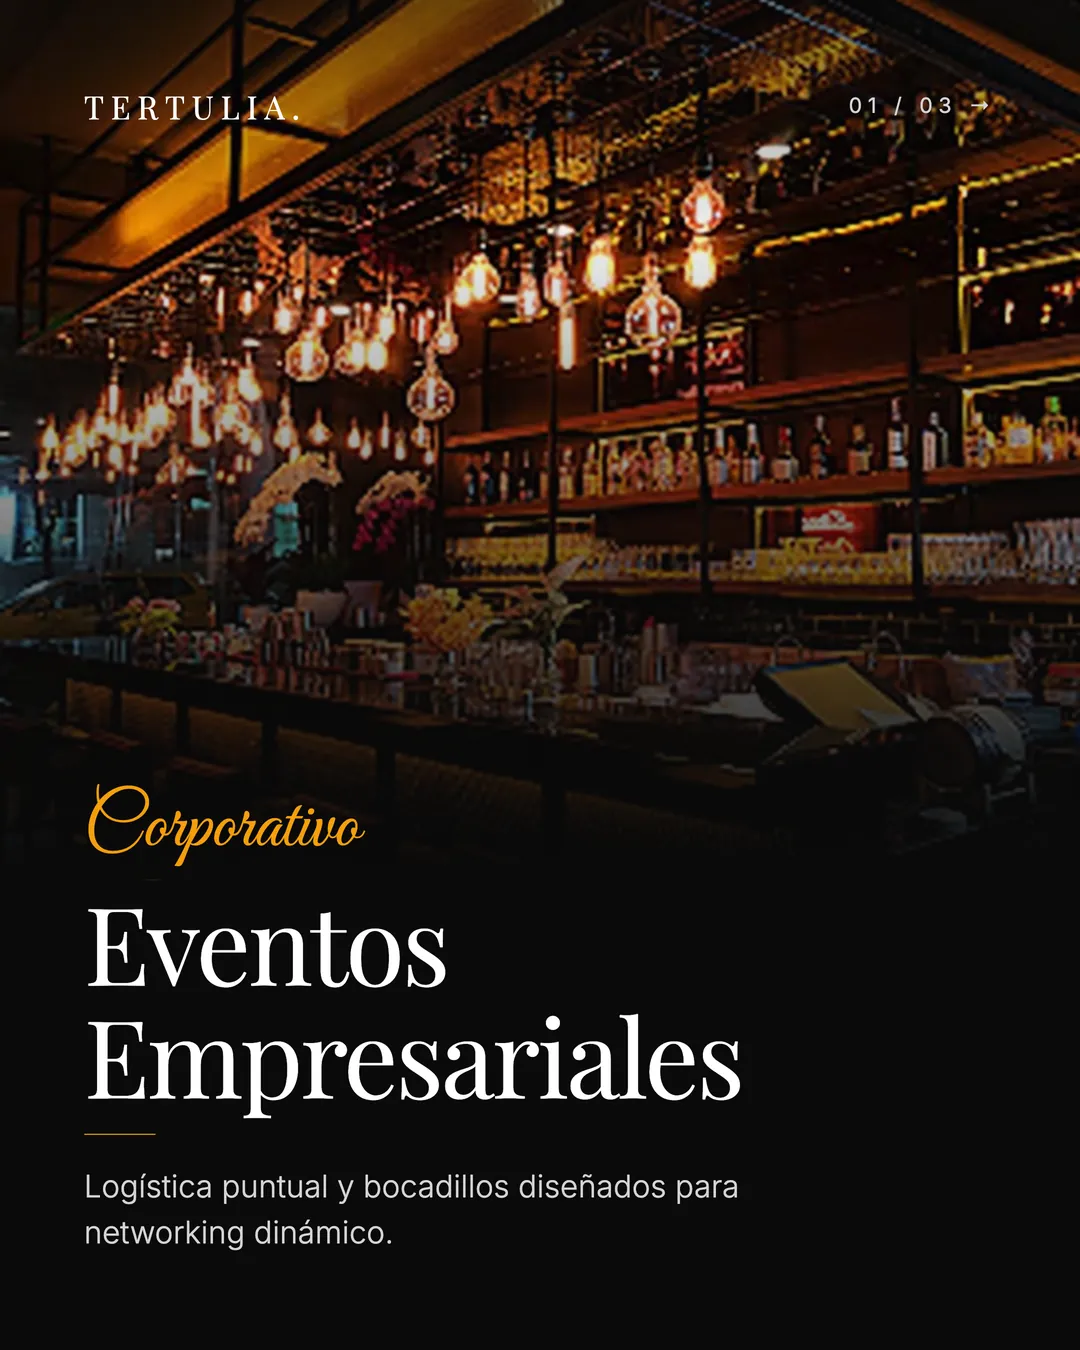 TERTULIA.
01 / 03 →
Corporativo
Eventos
Empresariales
Logística puntual y bocadillos diseñados para
networking dinámico.